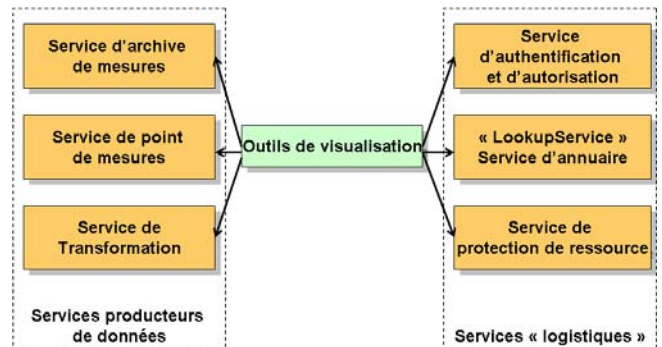 Service d'archive
de mesures
Service de point
de mesures
Service de
Transformation
Services producteurs
de données
Outils de visualisation
Service
d'authentification
et d'autorisation
« LookupService »
Service d'annuaire
Service de
protection de ressource
Services « logistiques »